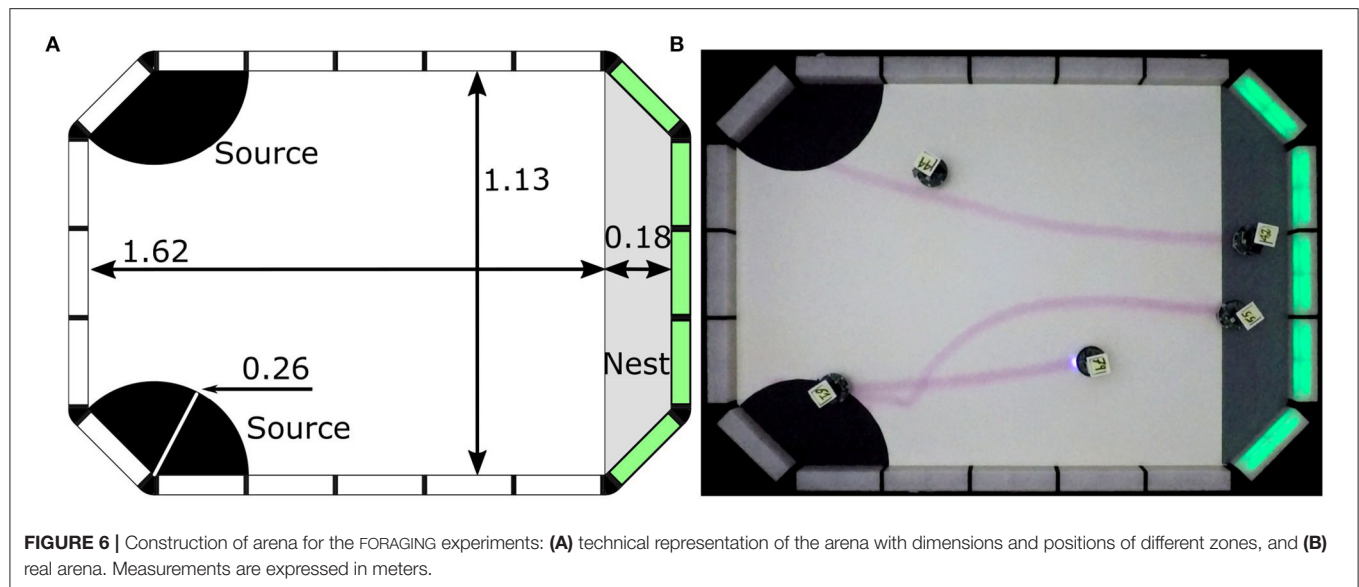 A
B
Source
1.13
0.18
1.62
Nest
0.26
Source
FIGURE 6 | Construction of arena for the FORAGING experiments: (A) technical representation of the arena with dimensions and positions of different zones, and (B)
real arena. Measurements are expressed in meters.